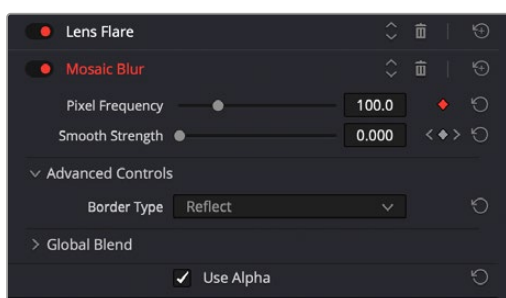 Lens Flare
Mosaic Blur
Pixel Frequency 100.0
Smooth Strength 0.000
Advanced Controls
Border Type Reflect
Global Blend
Use Alpha